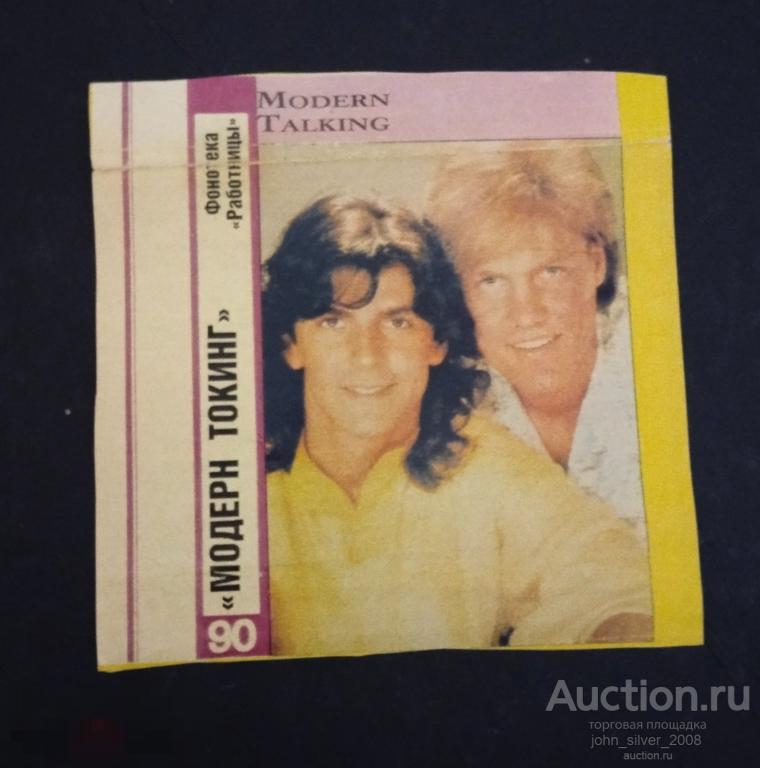 MODERN
TALKING
Фонотека
«Работницы»
«МОДЕРН ТОКИНГ»
90
Auction.ru
торговая площадка
john_silver_2008
auction.ru